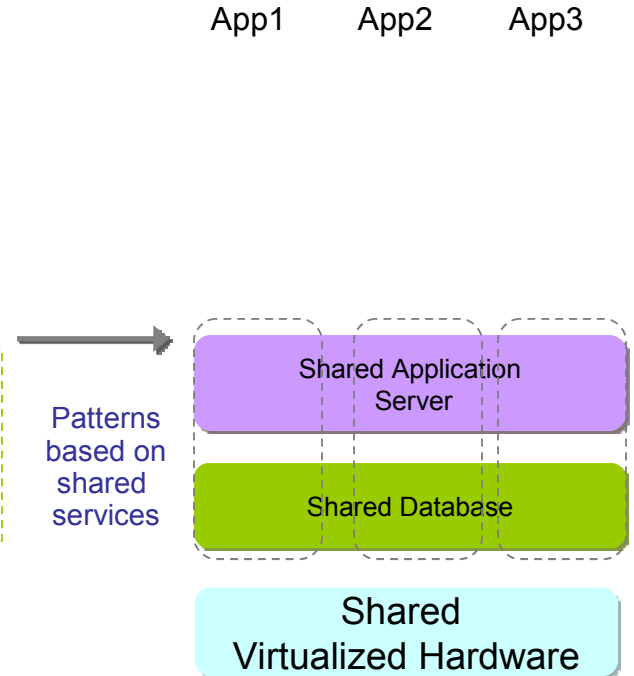 App1 App2 App3
Shared Application
Server
Patterns
based on
shared
services
Shared Database
Shared
Virtualized Hardware